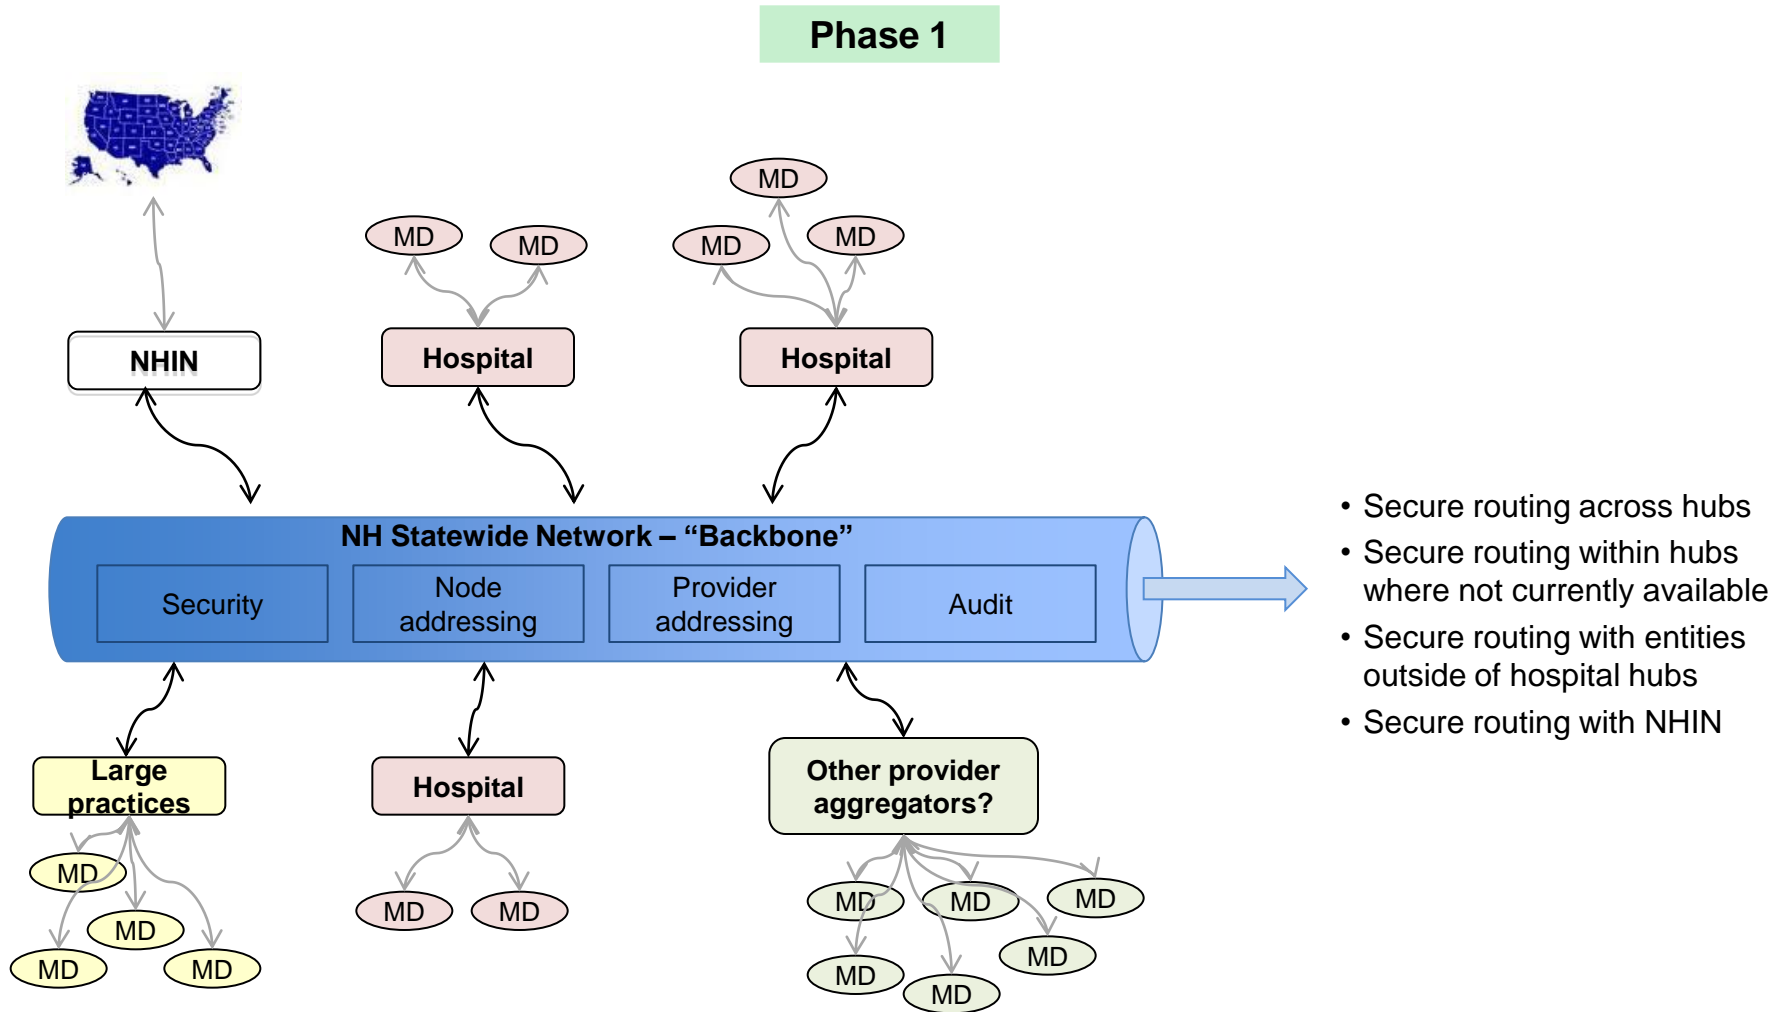 Phase 1
MD
MD
MD
MD
MD
NHIN
Hospital
Hospital
NH Statewide Network – “Backbone”
Security
Node
addressing
Provider
addressing
Audit
• Secure routing across hubs
• Secure routing within hubs
where not currently available
• Secure routing with entities
outside of hospital hubs
• Secure routing with NHIN
Large
practices
Hospital
Other provider
aggregators?
MD
MD
MD
MD
MD
MD
MD
MD
MD
MD
MD
MD